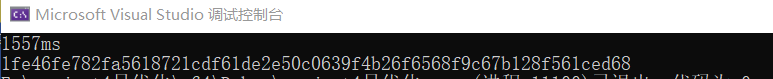 Microsoft Visual Studio 调试控制台
1557ms
1fe46fe782fa5618721cdf61de2e50c0639f4b26f6568f9c67b128f561ced68